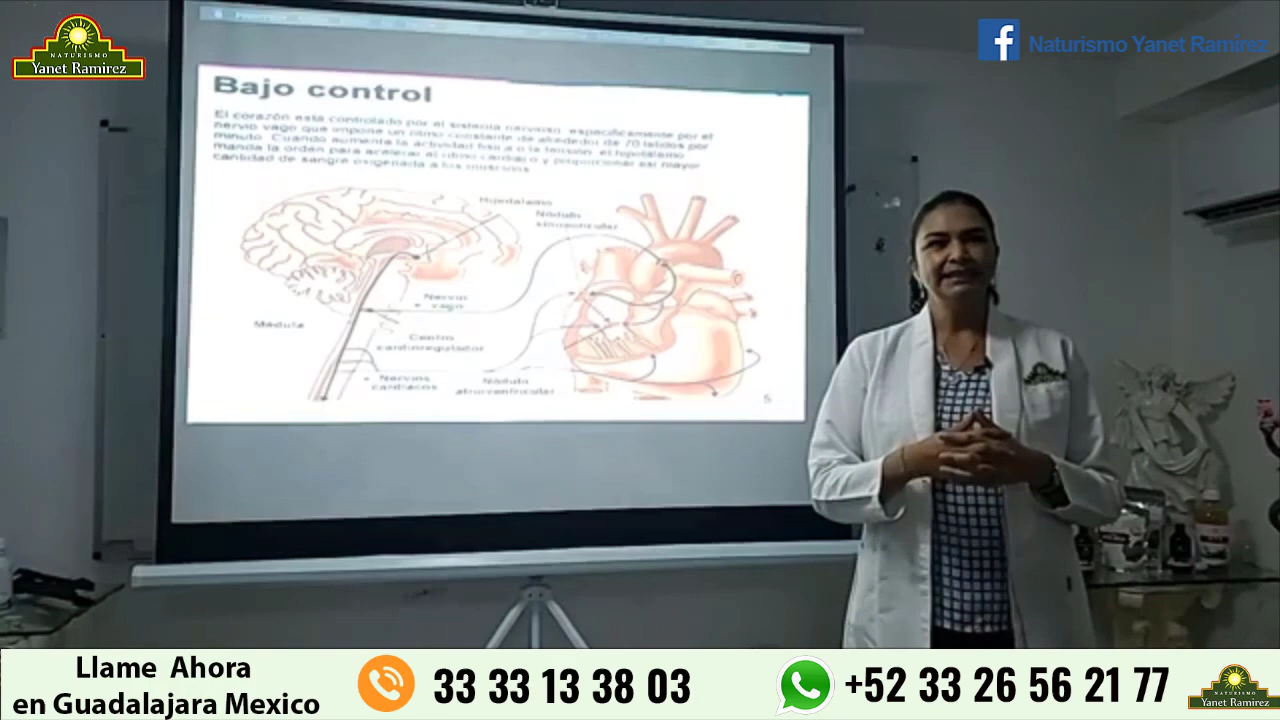 NATURISMO
Yanet Ramirez
Naturismo Yanet Ramirez
Bajo control
El corazón está controlado por el sistema nervioso, específicamente por el
nervio vago que impone un ritmo constante de alrededor de 70 latidos por
minuto. Cuando aumenta la actividad física o la tensión, el hipotálamo
manda la orden para acelerar el ritmo cardiaco y proporcionar así mayor
cantidad de sangre oxigenada a los músculos
Hipotálamo
Nódulo
sinoauricular
Nervio
vago
Médula
Centro
cardiorregulador
Nervios
cardiacos
Nódulo
atrioventricular
5
Llame Ahora
en Guadalajara Mexico
33 33 13 38 03
+52 33 26 56 21 77
NATURISMO
Yanet Ramirez